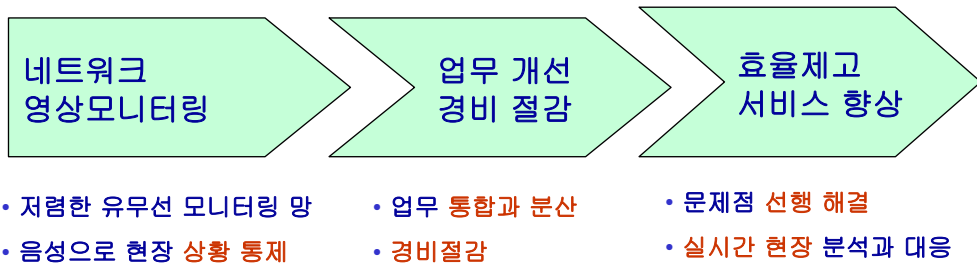 네트워크
영상모니터링
업무 개선
경비 절감
효율제고
서비스 향상
• 저렴한 유무선 모니터링 망
• 음성으로 현장 상황 통제
• 업무 통합과 분산
• 경비절감
• 문제점 선행 해결
• 실시간 현장 분석과 대응